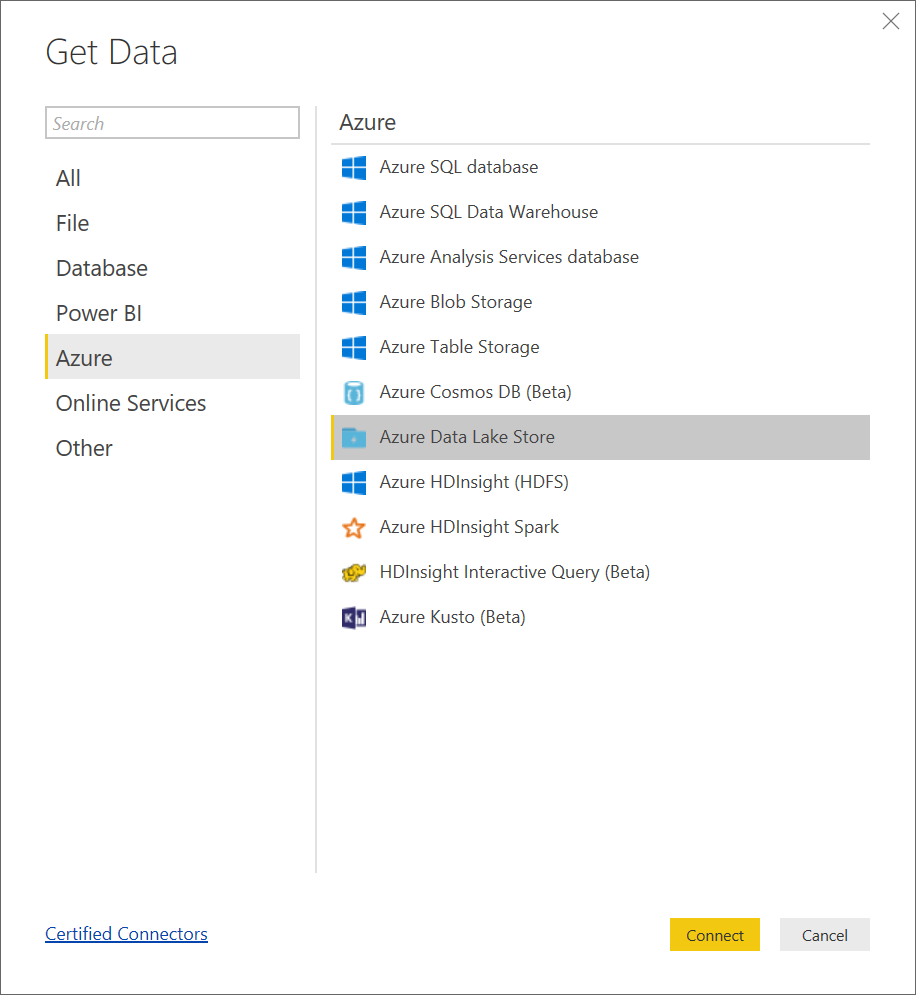 Get Data
Search
All
File
Database
Power BI
Azure
Online Services
Other
Azure
Azure SQL database
Azure SQL Data Warehouse
Azure Analysis Services database
Azure Blob Storage
Azure Table Storage
Azure Cosmos DB (Beta)
Azure Data Lake Store
Azure HDInsight (HDFS)
Azure HDInsight Spark
HDInsight Interactive Query (Beta)
Azure Kusto (Beta)
Certified Connectors
Connect
Cancel